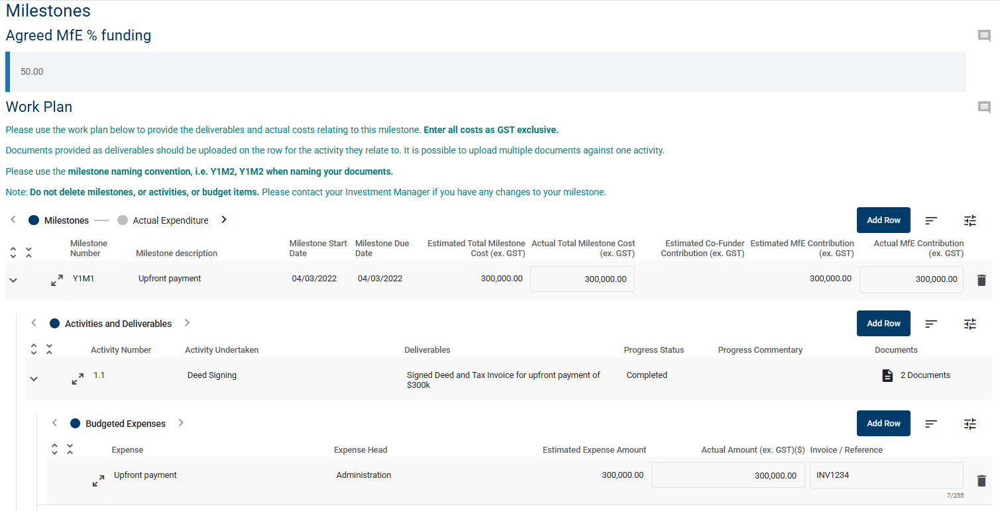 Milestones
Agreed MfE % funding
50.00
Work Plan
Please use the work plan below to provide the deliverables and actual costs relating to this milestone. Enter all costs as GST exclusive.
Documents provided as deliverables should be uploaded on the row for the activity they relate to. It is possible to upload multiple documents against one activity.
Please use the milestone naming convention, i.e. Y1M2, Y1M2 when naming your documents.
Note: Do not delete milestones, or activities, or budget items. Please contact your Investment Manager if you have any changes to your milestone.
Milestones Actual Expenditure Add Row
Milestone Milestone Start Milestone Due Estimated Total Milestone Actual Total Milestone Cost Estimated Co-Funder Estimated MfE Contribution Actual MfE Contribution
Number Milestone description Date Date Cost (ex. GST) (ex. GST) Contribution (ex. GST) (ex. GST) (ex. GST)
Y1M1 Upfront payment 04/03/2022 04/03/2022 300,000.00 300,000.00 300,000.00 300,000.00
Activities and Deliverables Add Row
Activity Number Activity Undertaken Deliverables Progress Status Progress Commentary Documents
1.1 Deed Signing Signed Deed and Tax Invoice for upfront payment of Completed 2 Documents
$300k
Budgeted Expenses Add Row
Expense Expense Head Estimated Expense Amount Actual Amount (ex. GST)($) Invoice / Reference
Upfront payment Administration 300,000.00 300,000.00 INV1234
7/255